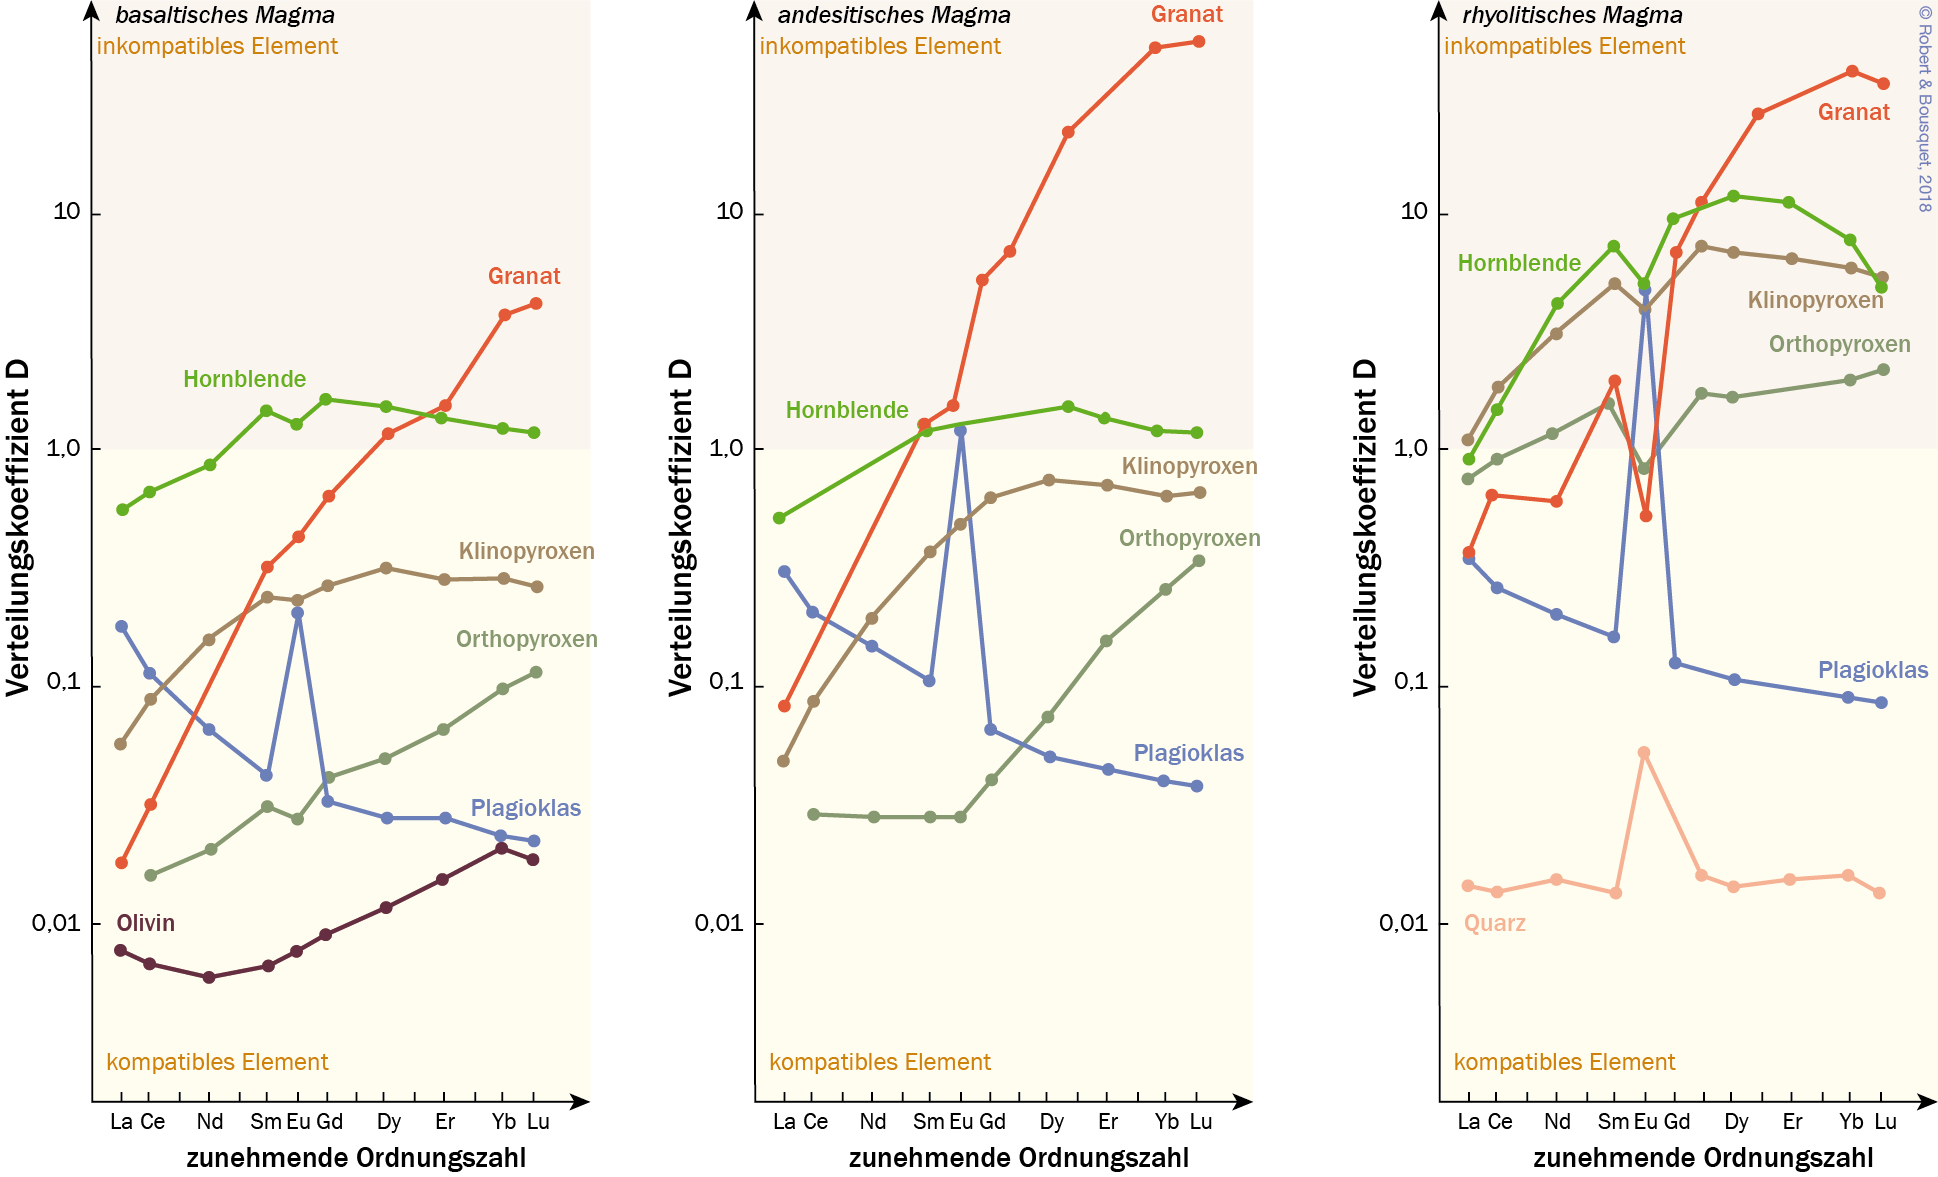 basaltisches Magma
inkompatibles Element
10
Granat
Hornblende
1,0
Klinopyroxen
Orthopyroxen
0,1
Plagioklas
Olivin
0,01
kompatibles Element
La Ce Nd Sm Eu Gd Dy Er Yb Lu
zunehmende Ordnungszahl
Verteilungskoeffizient D
andesitisches Magma
Granat
inkompatibles Element
10
Hornblende
1,0
Klinopyroxen
Orthopyroxen
0,1
Plagioklas
0,01
kompatibles Element
La Ce Nd Sm Eu Gd Dy Er Yb Lu
zunehmende Ordnungszahl
Verteilungskoeffizient D
rhyolitisches Magma
inkompatibles Element
Granat
10
Hornblende
Klinopyroxen
Orthopyroxen
1,0
0,1
Plagioklas
0,01
Quarz
kompatibles Element
La Ce Nd Sm Eu Gd Dy Er Yb Lu
zunehmende Ordnungszahl
Verteilungskoeffizient D
© Robert & Bousquet, 2018